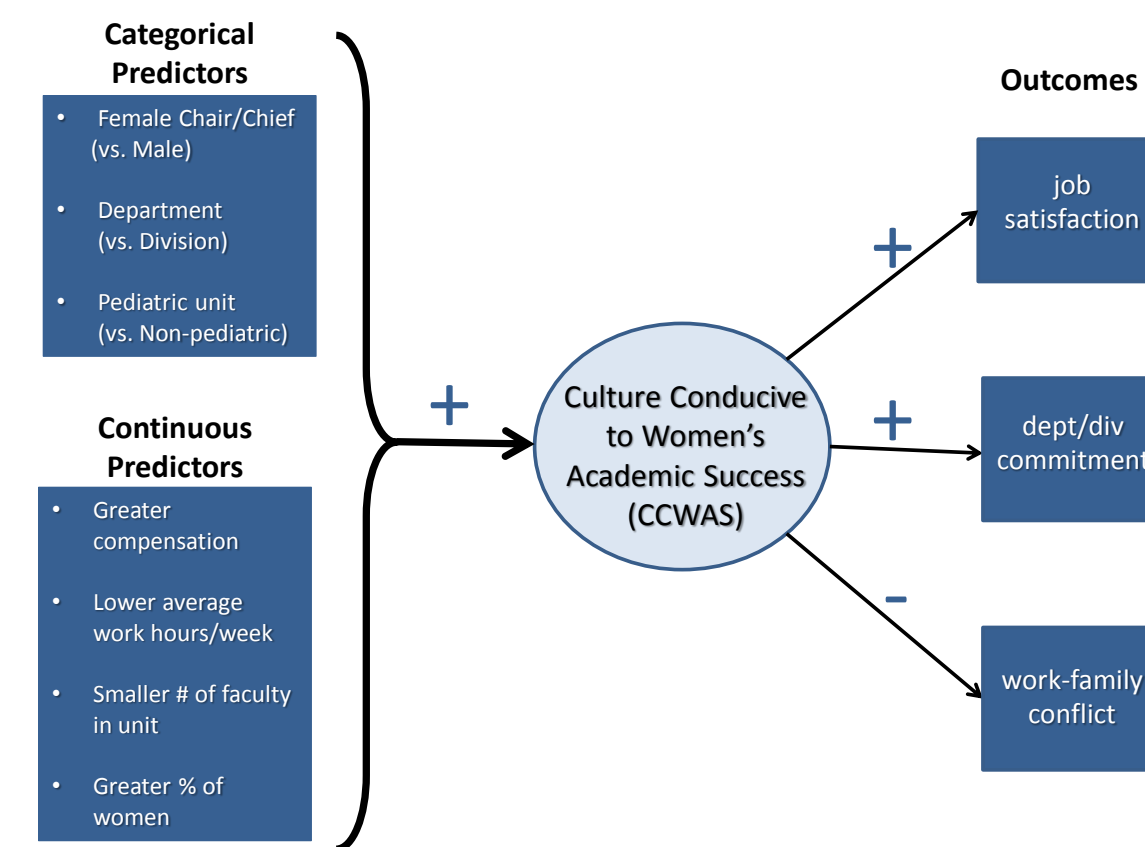 Categorical
Predictors
• Female Chair/Chief
(vs. Male)
• Department
(vs. Division)
• Pediatric unit
(vs. Non-pediatric)
Continuous
Predictors
• Greater
compensation
• Lower average
work hours/week
• Smaller # of faculty
in unit
• Greater % of
women
+
Culture Conducive
to Women’s
Academic Success
(CCWAS)
+
+
-
Outcomes
job
satisfaction
dept/div
commitment
work-family
conflict